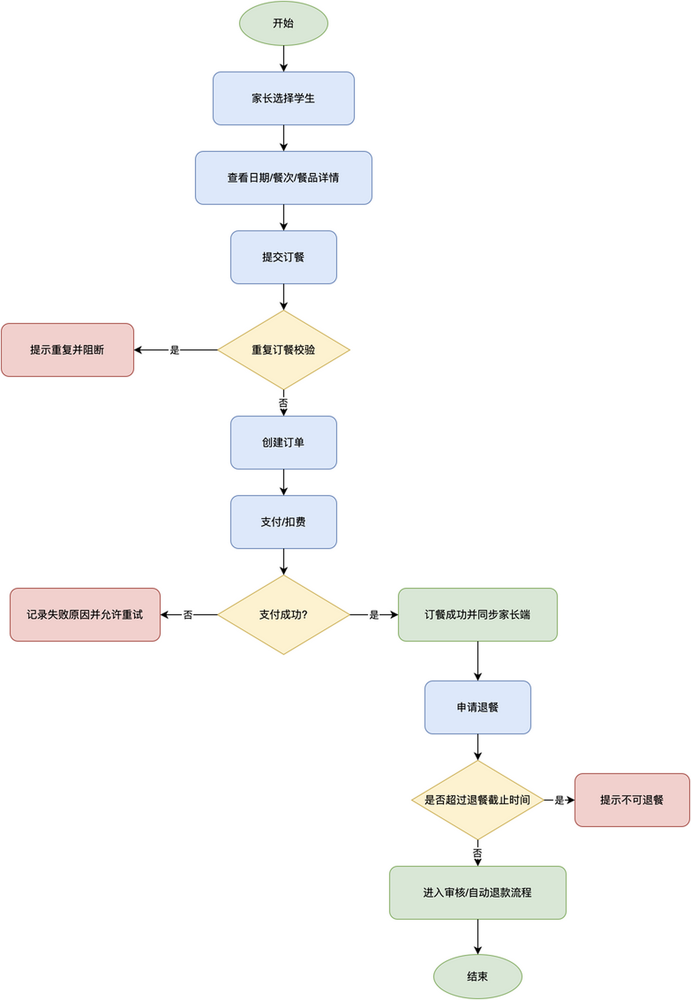 开始
家长选择学生
查看日期/餐次/餐品详情
提交订餐
提示重复并阻断
是
重复订餐校验
否
创建订单
支付/扣费
记录失败原因并允许重试
否
支付成功?
是
订餐成功并同步家长端
申请退餐
是否超过退餐截止时间
是
提示不可退餐
否
进入审核/自动退款流程
结束